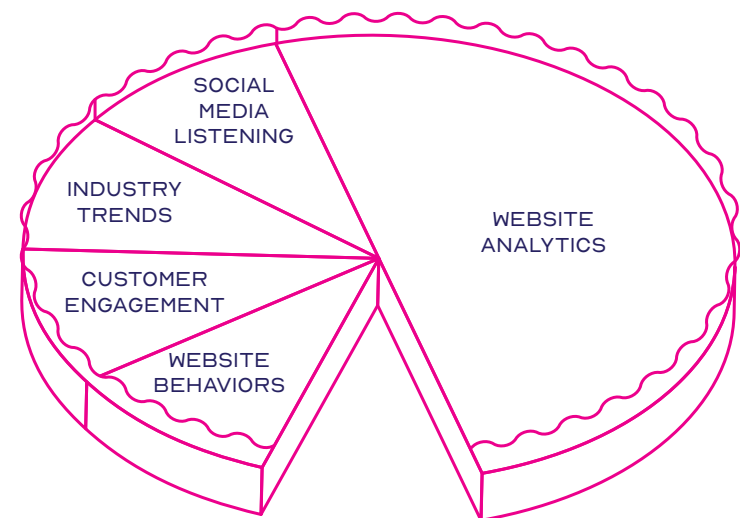 SOCIAL
MEDIA
LISTENING
INDUSTRY
TRENDS
WEBSITE
ANALYTICS
CUSTOMER
ENGAGEMENT
WEBSITE
BEHAVIORS